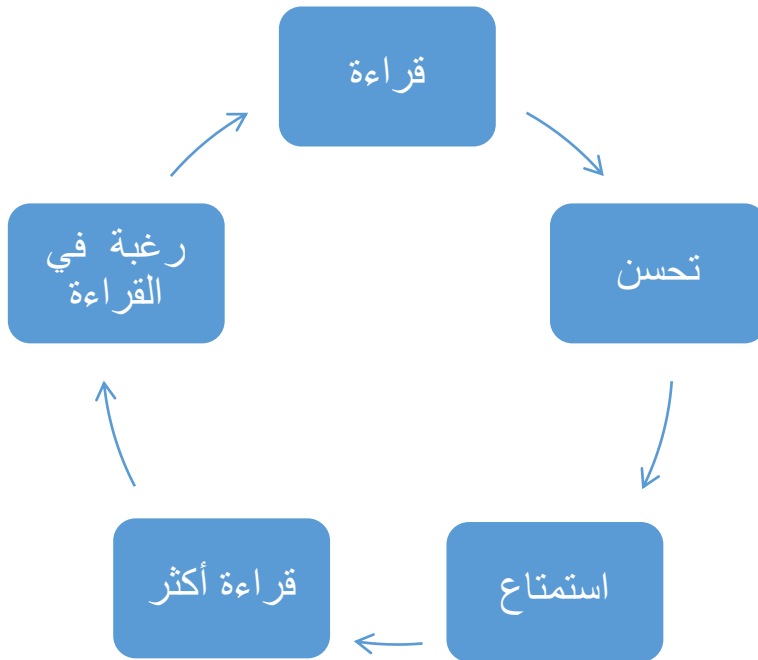 قراءة
تحسن
استمتاع
قراءة أكثر
رغبة في
القراءة